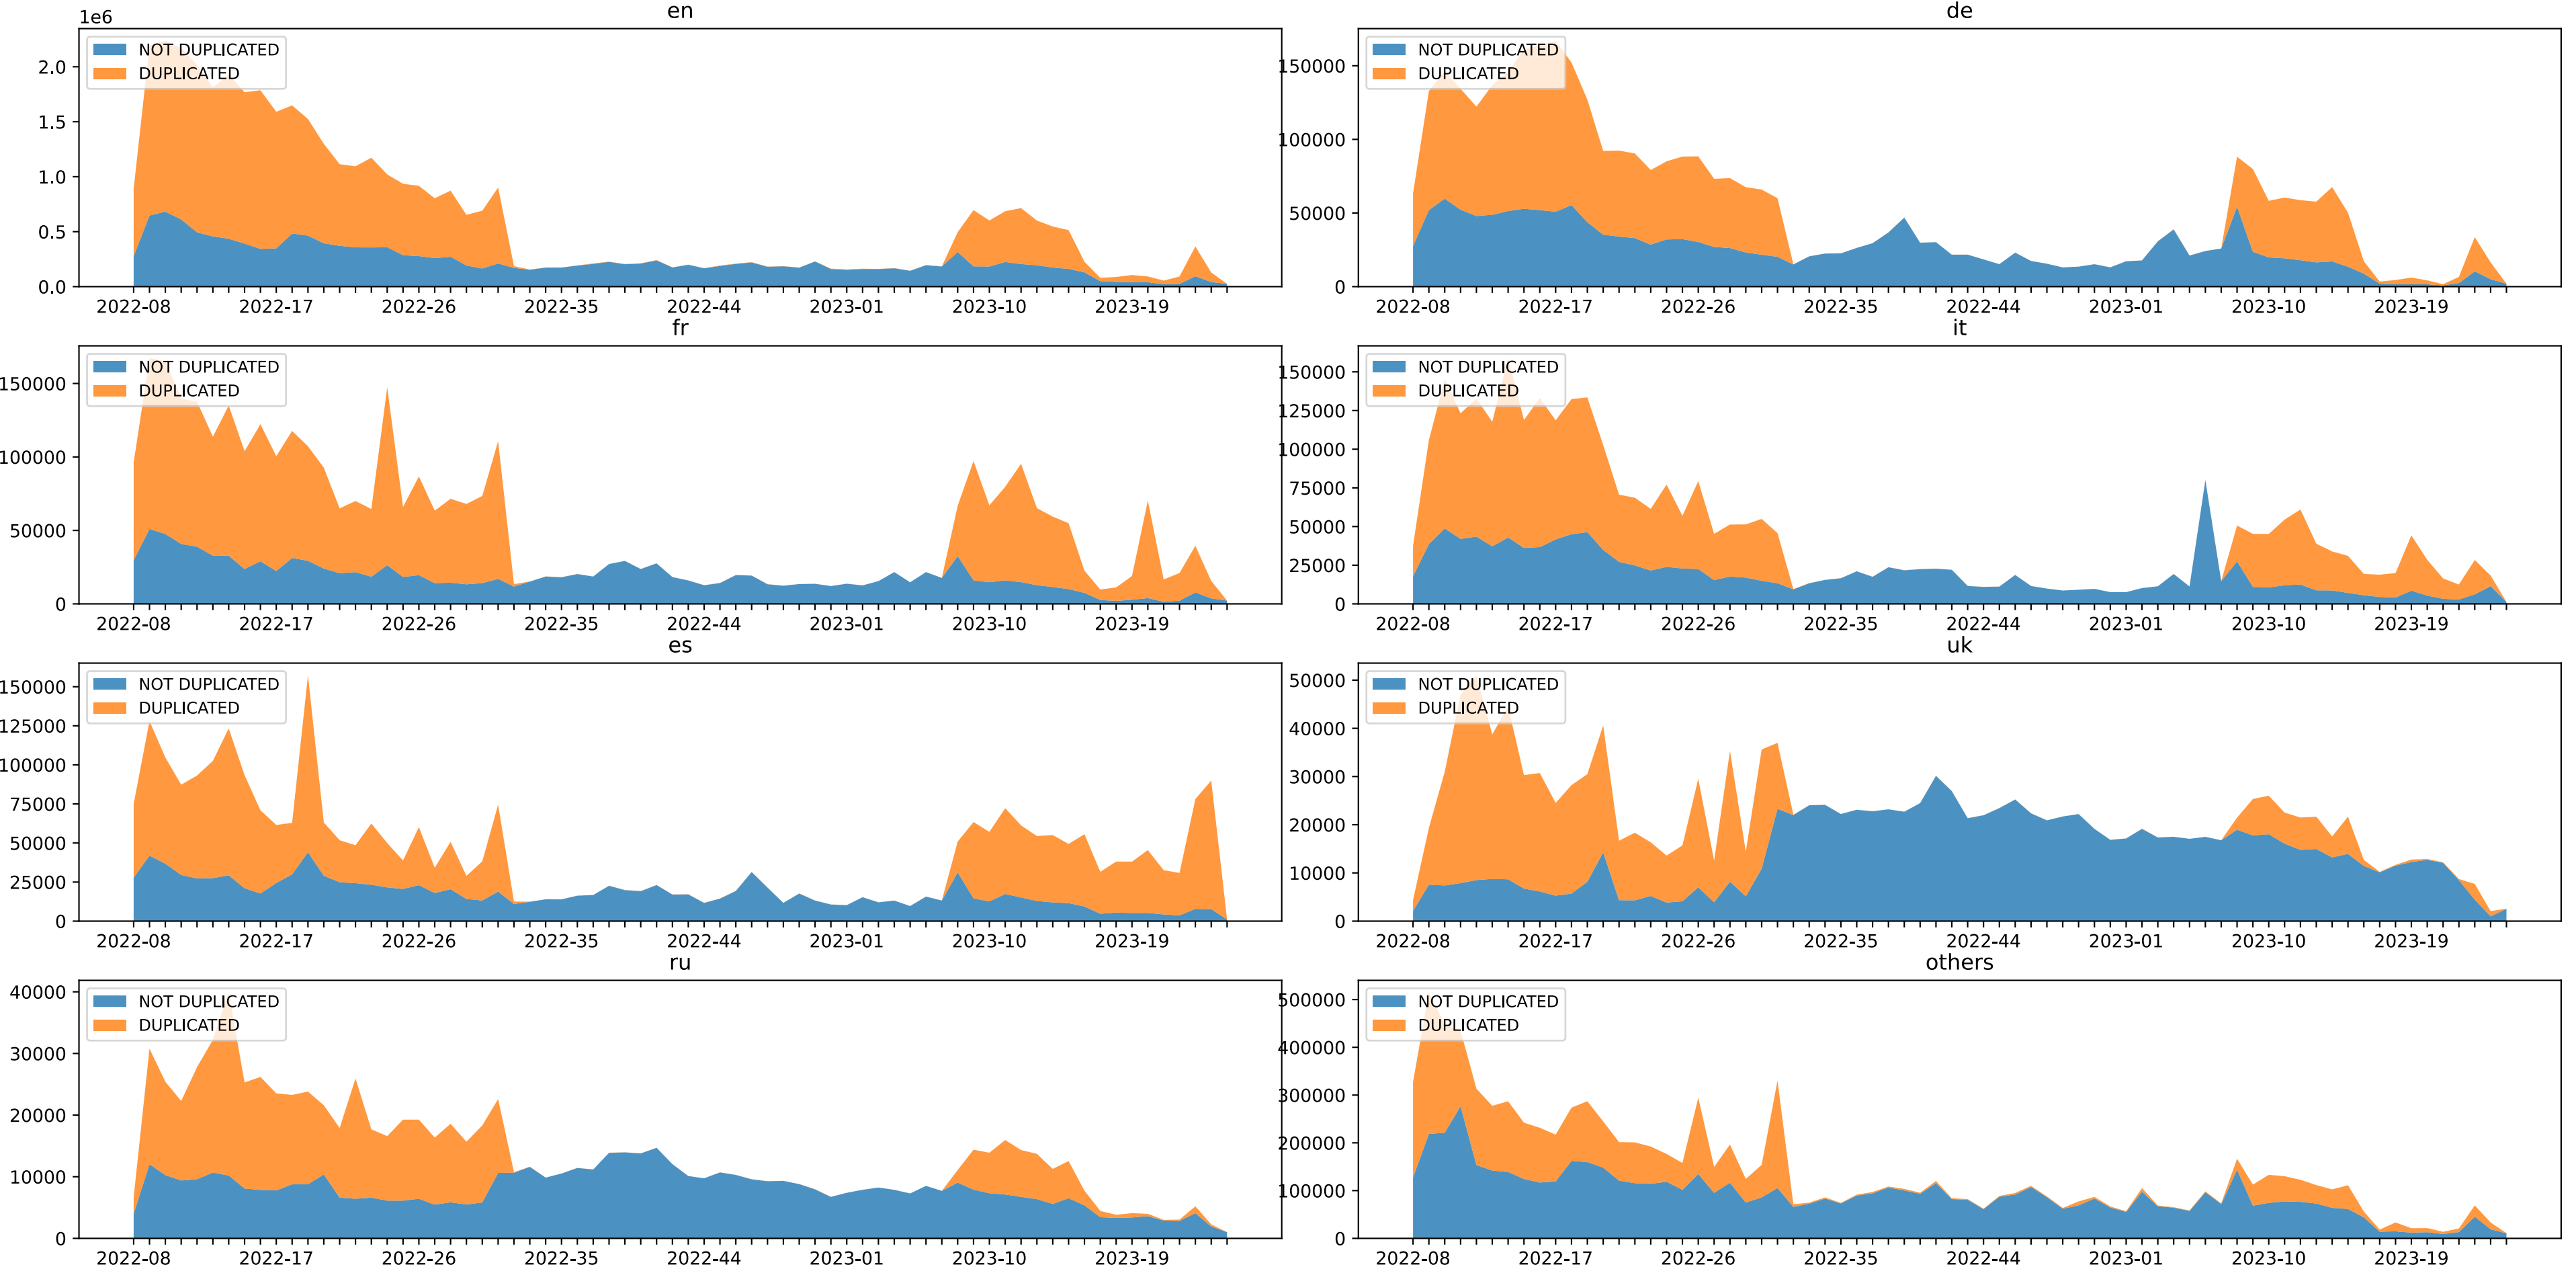 en
1e6
NOT DUPLICATED
DUPLICATED
2.0
1.5
1.0
0.5
0.0
2022-08 2022-17 2022-26 2022-35 2022-44 2023-01 2023-10 2023-19
de
NOT DUPLICATED
DUPLICATED
150000
100000
50000
0
2022-08 2022-17 2022-26 2022-35 2022-44 2023-01 2023-10 2023-19
fr
NOT DUPLICATED
DUPLICATED
150000
100000
50000
0
2022-08 2022-17 2022-26 2022-35 2022-44 2023-01 2023-10 2023-19
it
NOT DUPLICATED
DUPLICATED
150000
125000
100000
75000
50000
25000
0
2022-08 2022-17 2022-26 2022-35 2022-44 2023-01 2023-10 2023-19
es
NOT DUPLICATED
DUPLICATED
150000
125000
100000
75000
50000
25000
0
2022-08 2022-17 2022-26 2022-35 2022-44 2023-01 2023-10 2023-19
uk
NOT DUPLICATED
DUPLICATED
50000
40000
30000
20000
10000
0
2022-08 2022-17 2022-26 2022-35 2022-44 2023-01 2023-10 2023-19
ru
NOT DUPLICATED
DUPLICATED
40000
30000
20000
10000
0
2022-08 2022-17 2022-26 2022-35 2022-44 2023-01 2023-10 2023-19
others
NOT DUPLICATED
DUPLICATED
500000
400000
300000
200000
100000
0
2022-08 2022-17 2022-26 2022-35 2022-44 2023-01 2023-10 2023-19